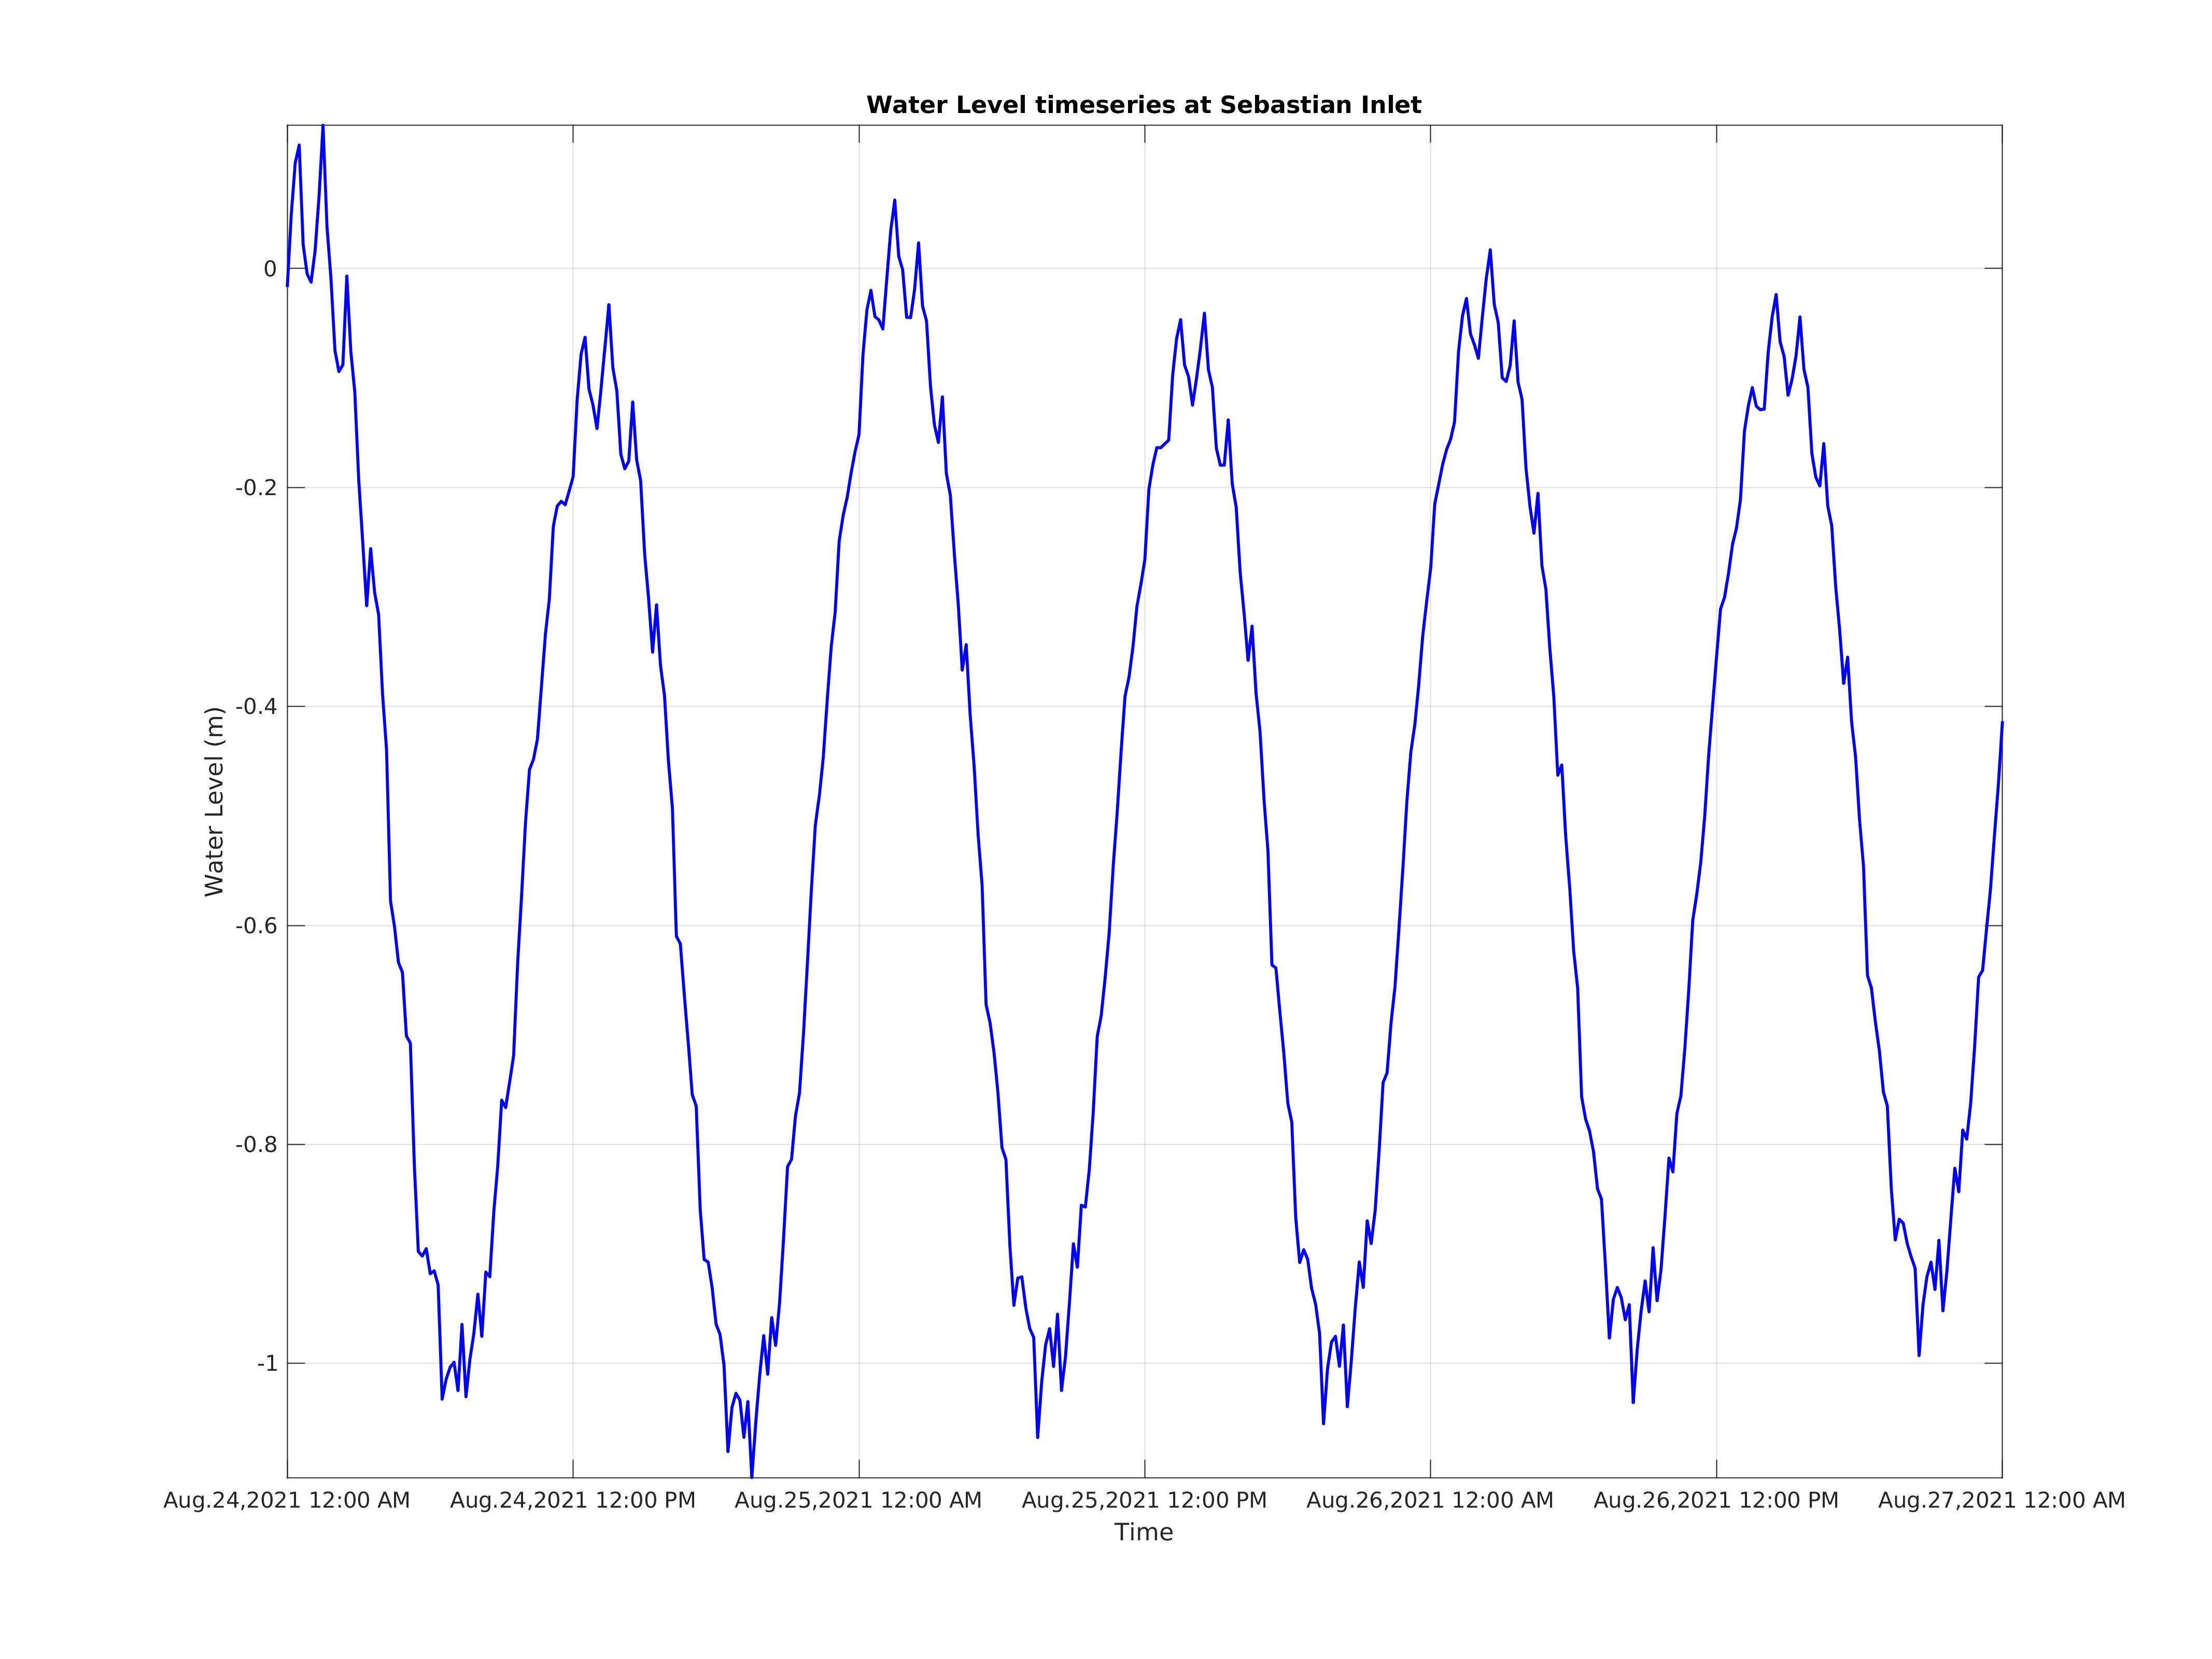 Water Level timeseries at Sebastian Inlet
0
-0.2
-0.4
-0.6
-0.8
-1
Water Level (m)
Aug.24,2021 12:00 AM
Aug.24,2021 12:00 PM
Aug.25,2021 12:00 AM
Aug.25,2021 12:00 PM
Aug.26,2021 12:00 AM
Aug.26,2021 12:00 PM
Aug.27,2021 12:00 AM
Time